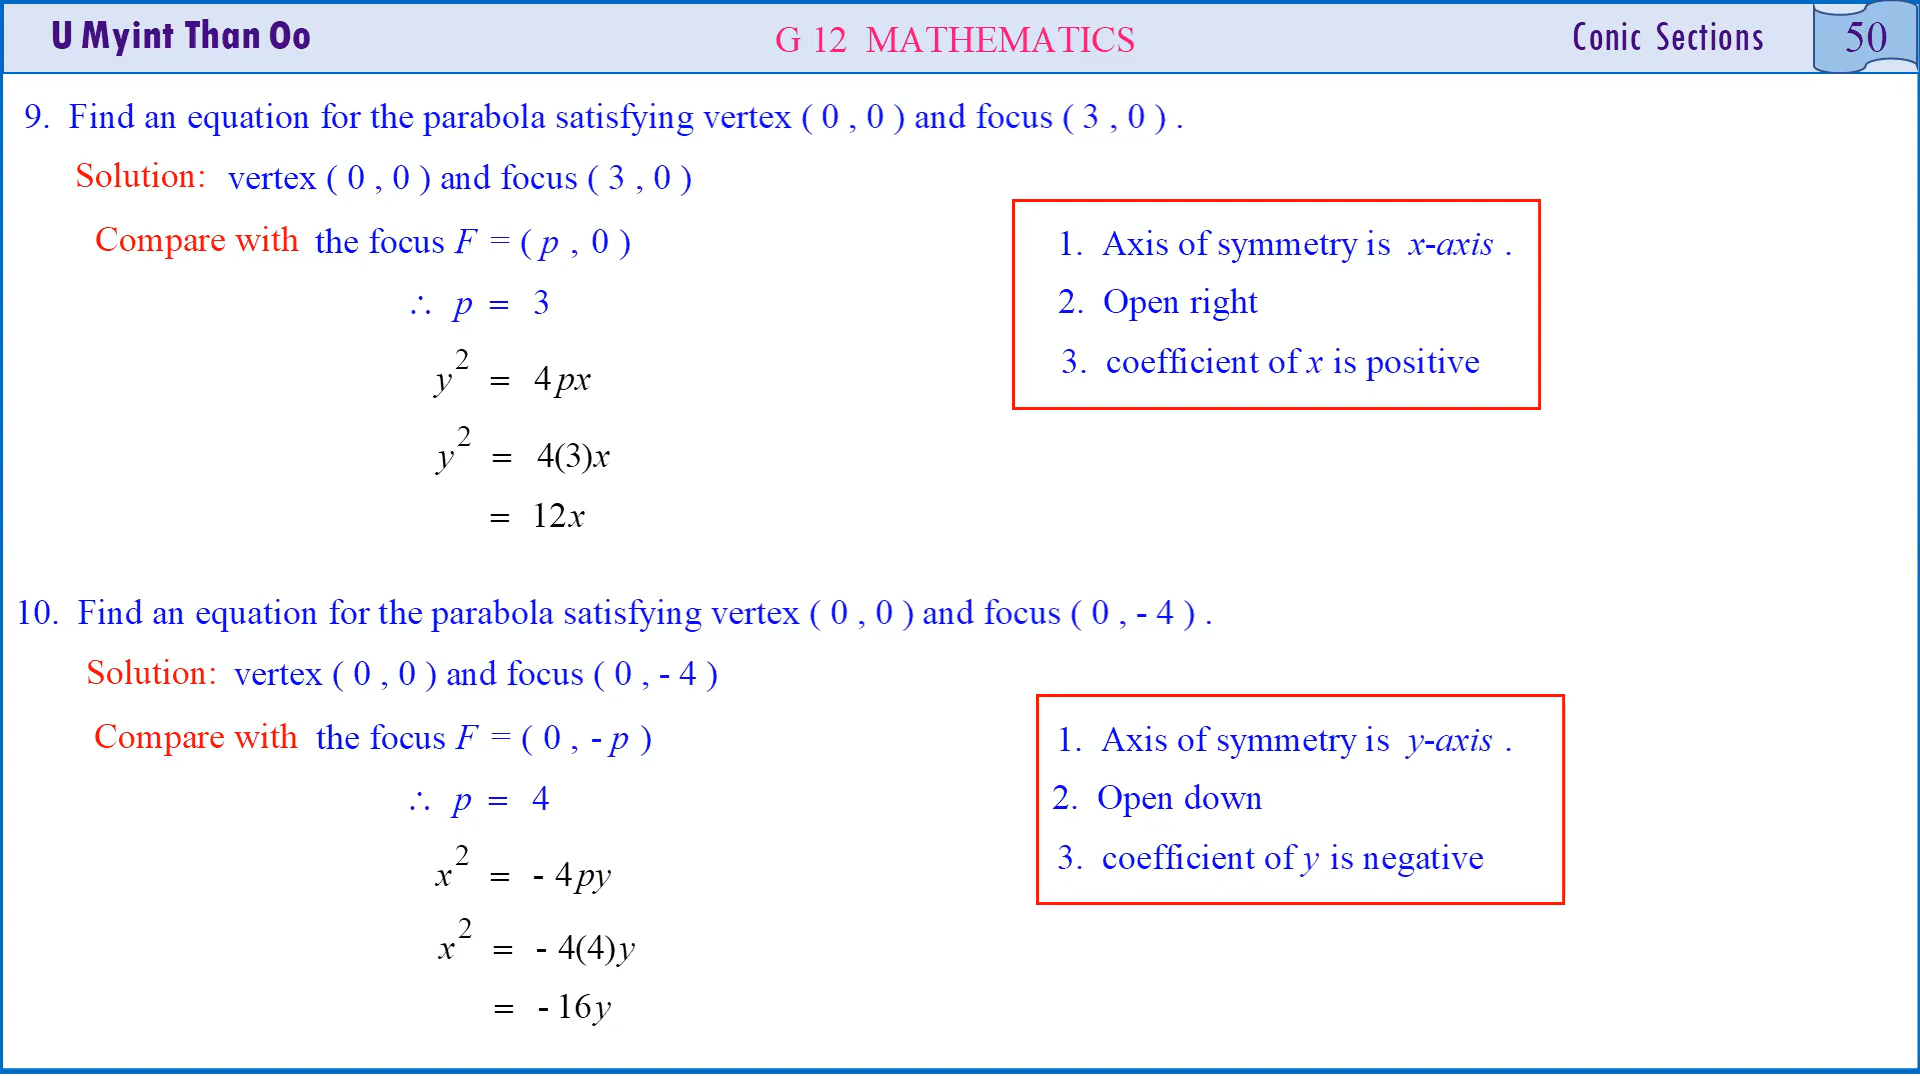 U Myint Than Oo
G 12 MATHEMATICS
Conic Sections
50
9. Find an equation for the parabola satisfying vertex ( 0 , 0 ) and focus ( 3 , 0 ) .
Solution: vertex ( 0 , 0 ) and focus ( 3 , 0 )
Compare with the focus F = ( p , 0 )
∴ p = 3
y² = 4px
y² = 4(3)x
= 12x
1. Axis of symmetry is x-axis .
2. Open right
3. coefficient of x is positive
10. Find an equation for the parabola satisfying vertex ( 0 , 0 ) and focus ( 0 , - 4 ) .
Solution: vertex ( 0 , 0 ) and focus ( 0 , - 4 )
Compare with the focus F = ( 0 , - p )
∴ p = 4
x² = - 4py
x² = - 4(4)y
= - 16y
1. Axis of symmetry is y-axis .
2. Open down
3. coefficient of y is negative